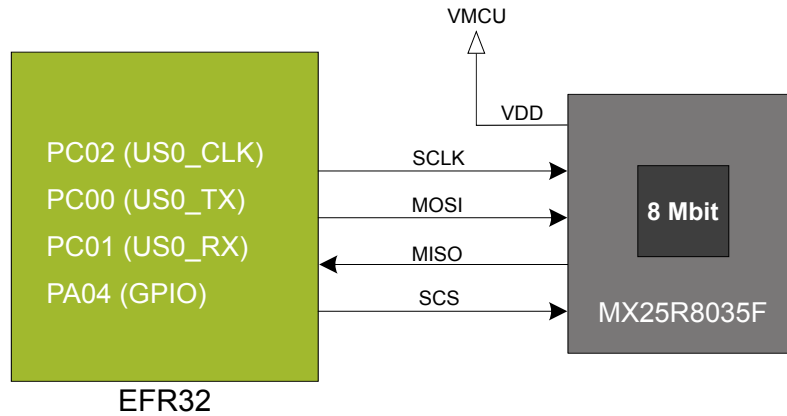 VMCU
VDD
PC02 (US0_CLK)
SCLK
PC00 (US0_TX)
MOSI
8 Mbit
PC01 (US0_RX)
MISO
PA04 (GPIO)
SCS
MX25R8035F
EFR32